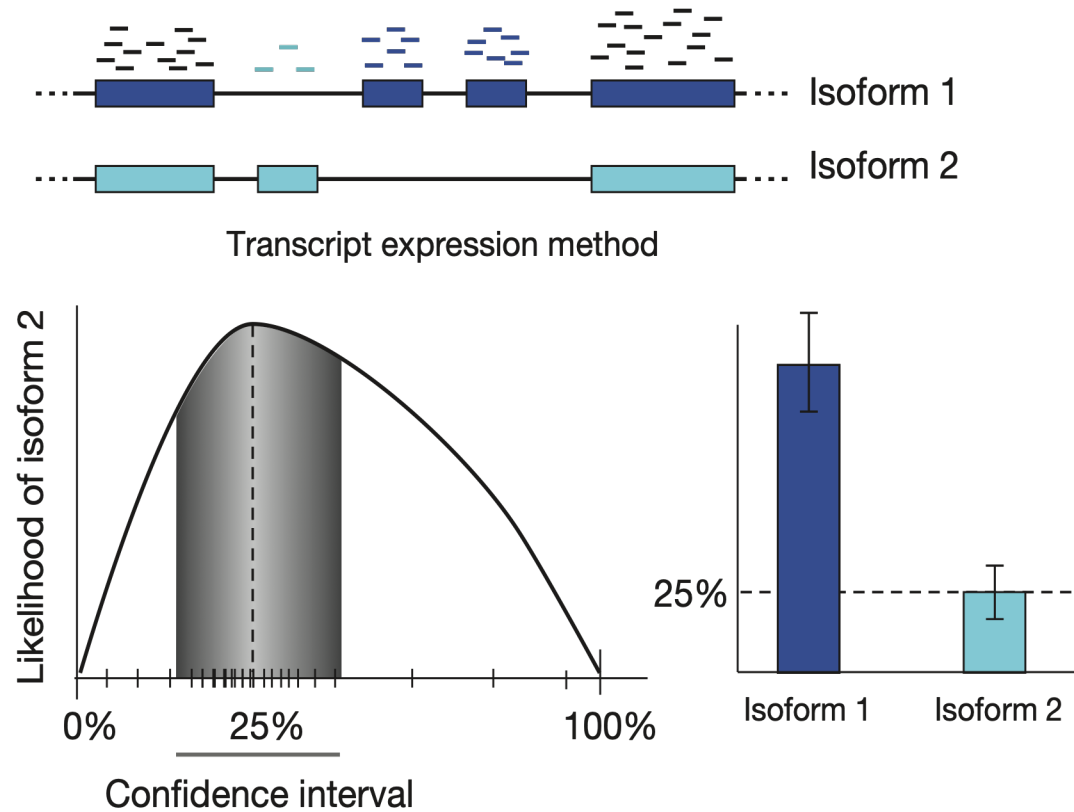 Isoform 1
Isoform 2
Transcript expression method
Likelihood of isoform 2
0%
25%
100%
Confidence interval
25%
Isoform 1
Isoform 2